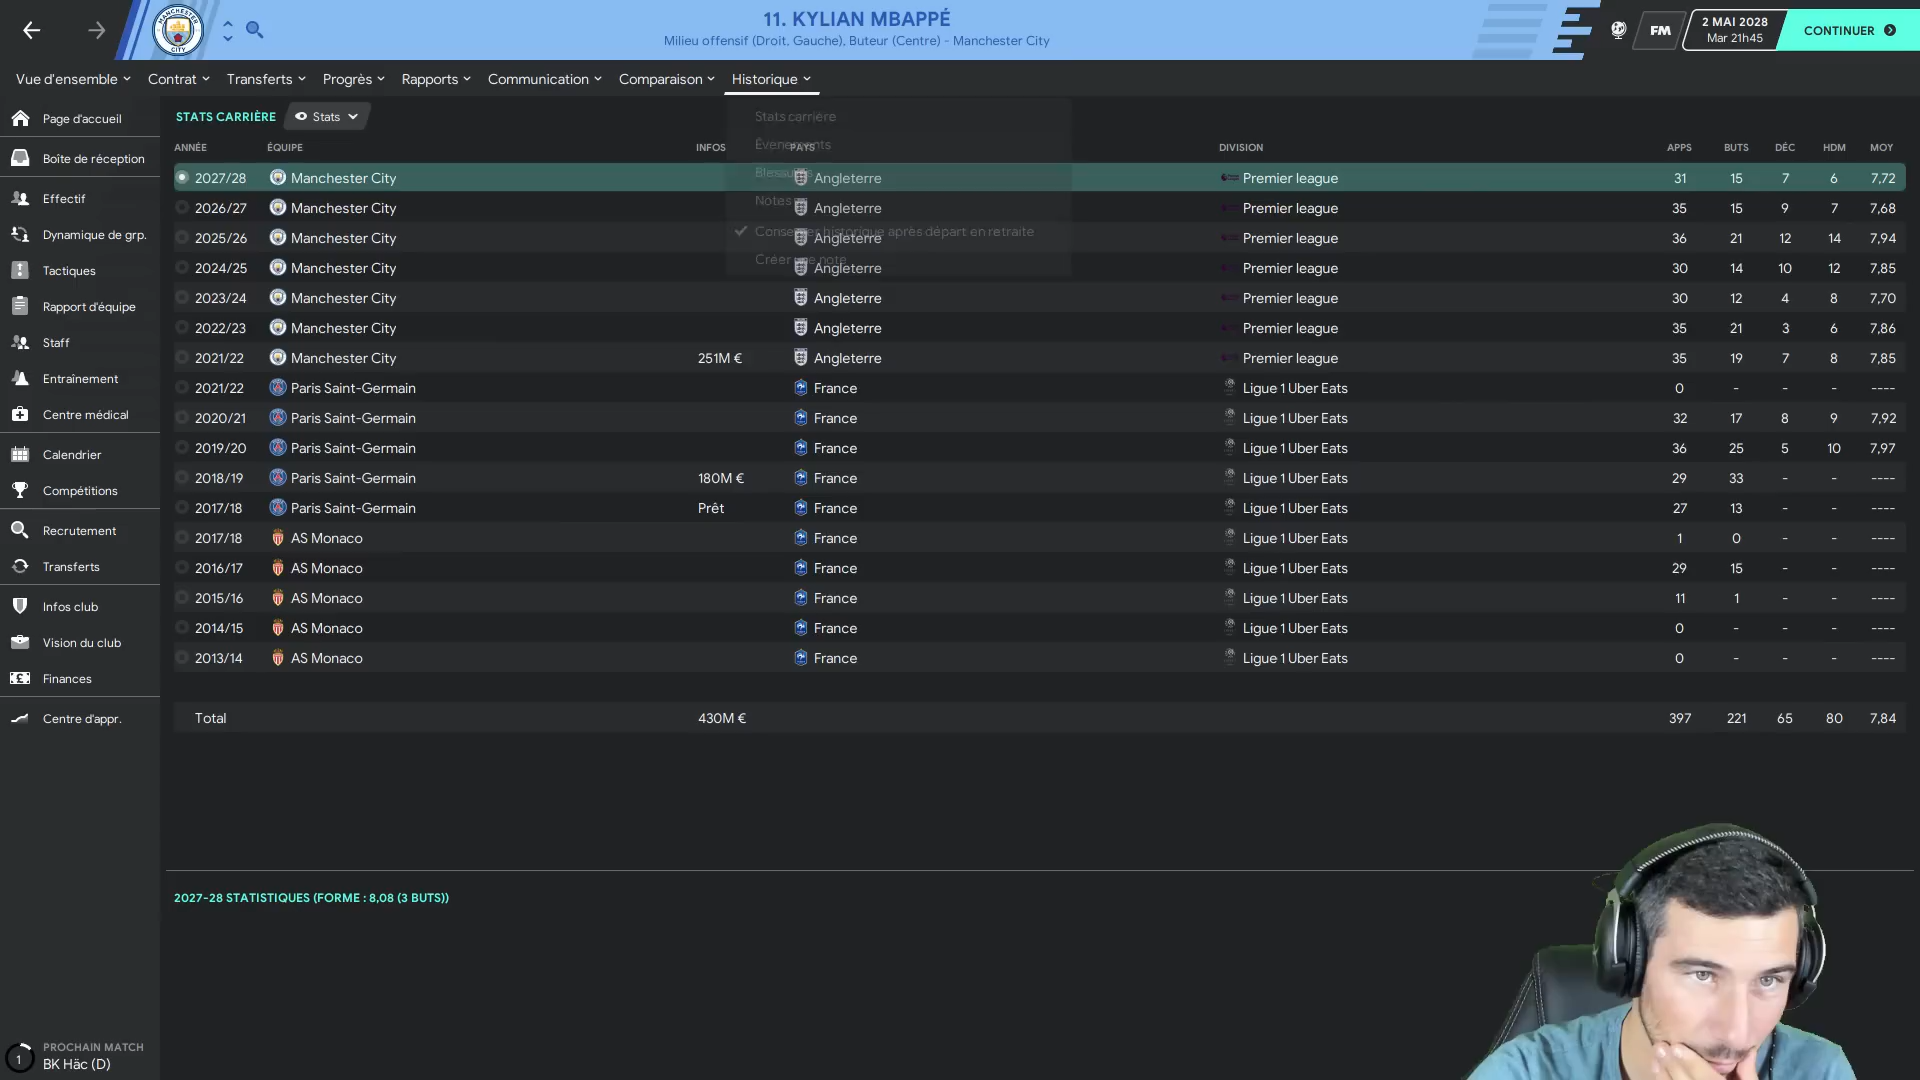 11. KYLIAN MBAPPÉ
Milieu offensif (Droit, Gauche), Buteur (Centre) - Manchester City
FM
2 MAI 2028
Mar 21h45
CONTINUER
Vue d'ensemble Contrat Transferts Progrès Rapports Communication Comparaison Historique
Page d'accueil
Boîte de réception
Effectif
Dynamique de grp.
Tactiques
Rapport d'équipe
Staff
Entraînement
Centre médical
Calendrier
Compétitions
Recrutement
Transferts
Infos club
Vision du club
Finances
Centre d'appr.
PROCHAIN MATCH
1 BK Häc (D)
STATS CARRIÈRE Stats
Stats carrière
Évenements
Notes
Conserver historique après départ en retraite
Créer une note
ANNÉE ÉQUIPE INFOS PAYS DIVISION APPS BUTS DÉC HDM MOY
2027/28 Manchester City Angleterre Premier league 31 15 7 6 7,72
2026/27 Manchester City Angleterre Premier league 35 15 9 7 7,68
2025/26 Manchester City Angleterre Premier league 36 21 12 14 7,94
2024/25 Manchester City Angleterre Premier league 30 14 10 12 7,85
2023/24 Manchester City Angleterre Premier league 30 12 4 8 7,70
2022/23 Manchester City Angleterre Premier league 35 21 3 6 7,86
2021/22 Manchester City 251M € Angleterre Premier league 35 19 7 8 7,85
2021/22 Paris Saint-Germain France Ligue 1 Uber Eats 0 - - - ----
2020/21 Paris Saint-Germain France Ligue 1 Uber Eats 32 17 8 9 7,92
2019/20 Paris Saint-Germain France Ligue 1 Uber Eats 36 25 5 10 7,97
2018/19 Paris Saint-Germain 180M € France Ligue 1 Uber Eats 29 33 - - ----
2017/18 Paris Saint-Germain Prêt France Ligue 1 Uber Eats 27 13 - - ----
2017/18 AS Monaco France Ligue 1 Uber Eats 1 0 - - ----
2016/17 AS Monaco France Ligue 1 Uber Eats 29 15 - - ----
2015/16 AS Monaco France Ligue 1 Uber Eats 11 1 - - ----
2014/15 AS Monaco France Ligue 1 Uber Eats 0 - - - ----
2013/14 AS Monaco France Ligue 1 Uber Eats 0 - - - ----
Total 430M € 397 221 65 80 7,84
2027-28 STATISTIQUES (FORME : 8,08 (3 BUTS))